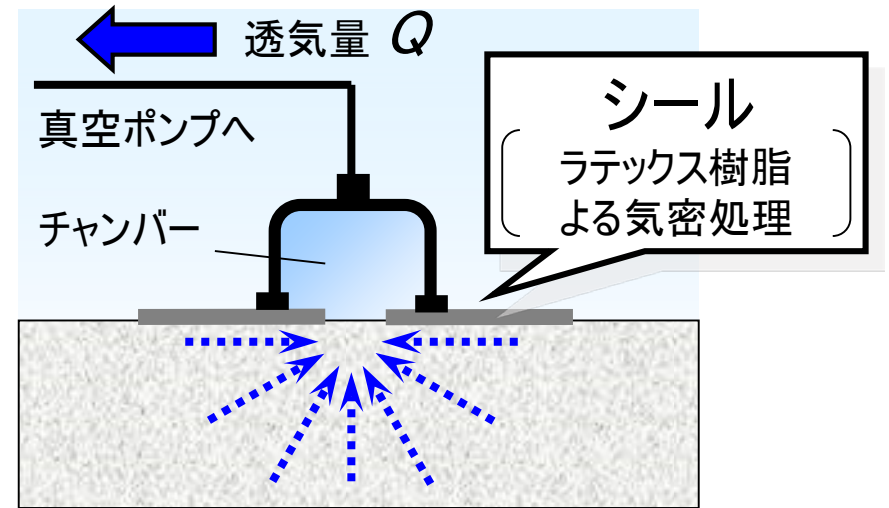 透気量 Q
真空ポンプへ
チャンバー
シール
ラテックス樹脂
よる気密処理